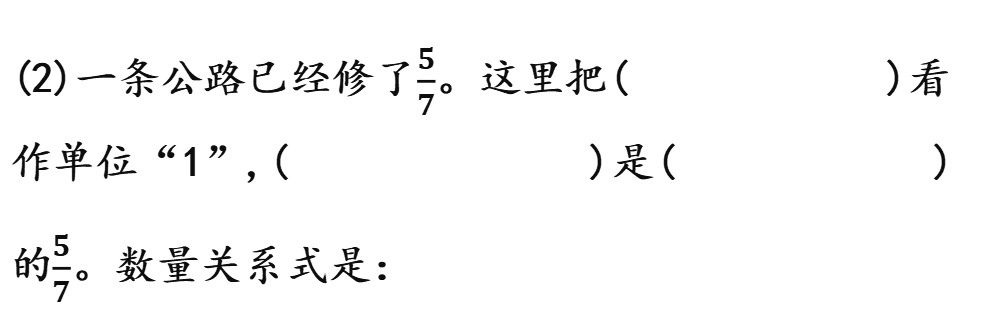 (2)一条公路已经修了5/7。这里把(　　　　　　)看
作单位“1”,(　　　　　　　)是(　　　　　　)
的5/7。数量关系式是: